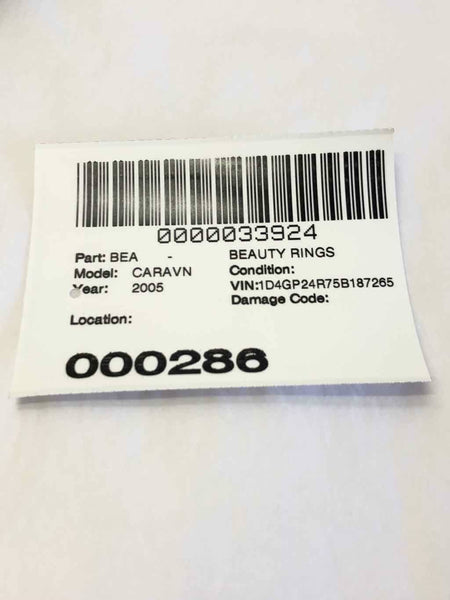 0000033924
Part: BEA - BEAUTY RINGS
Model: CARAVN Condition:
Year: 2005 VIN:1D4GP24R75B187265
Damage Code:
Location:
000286